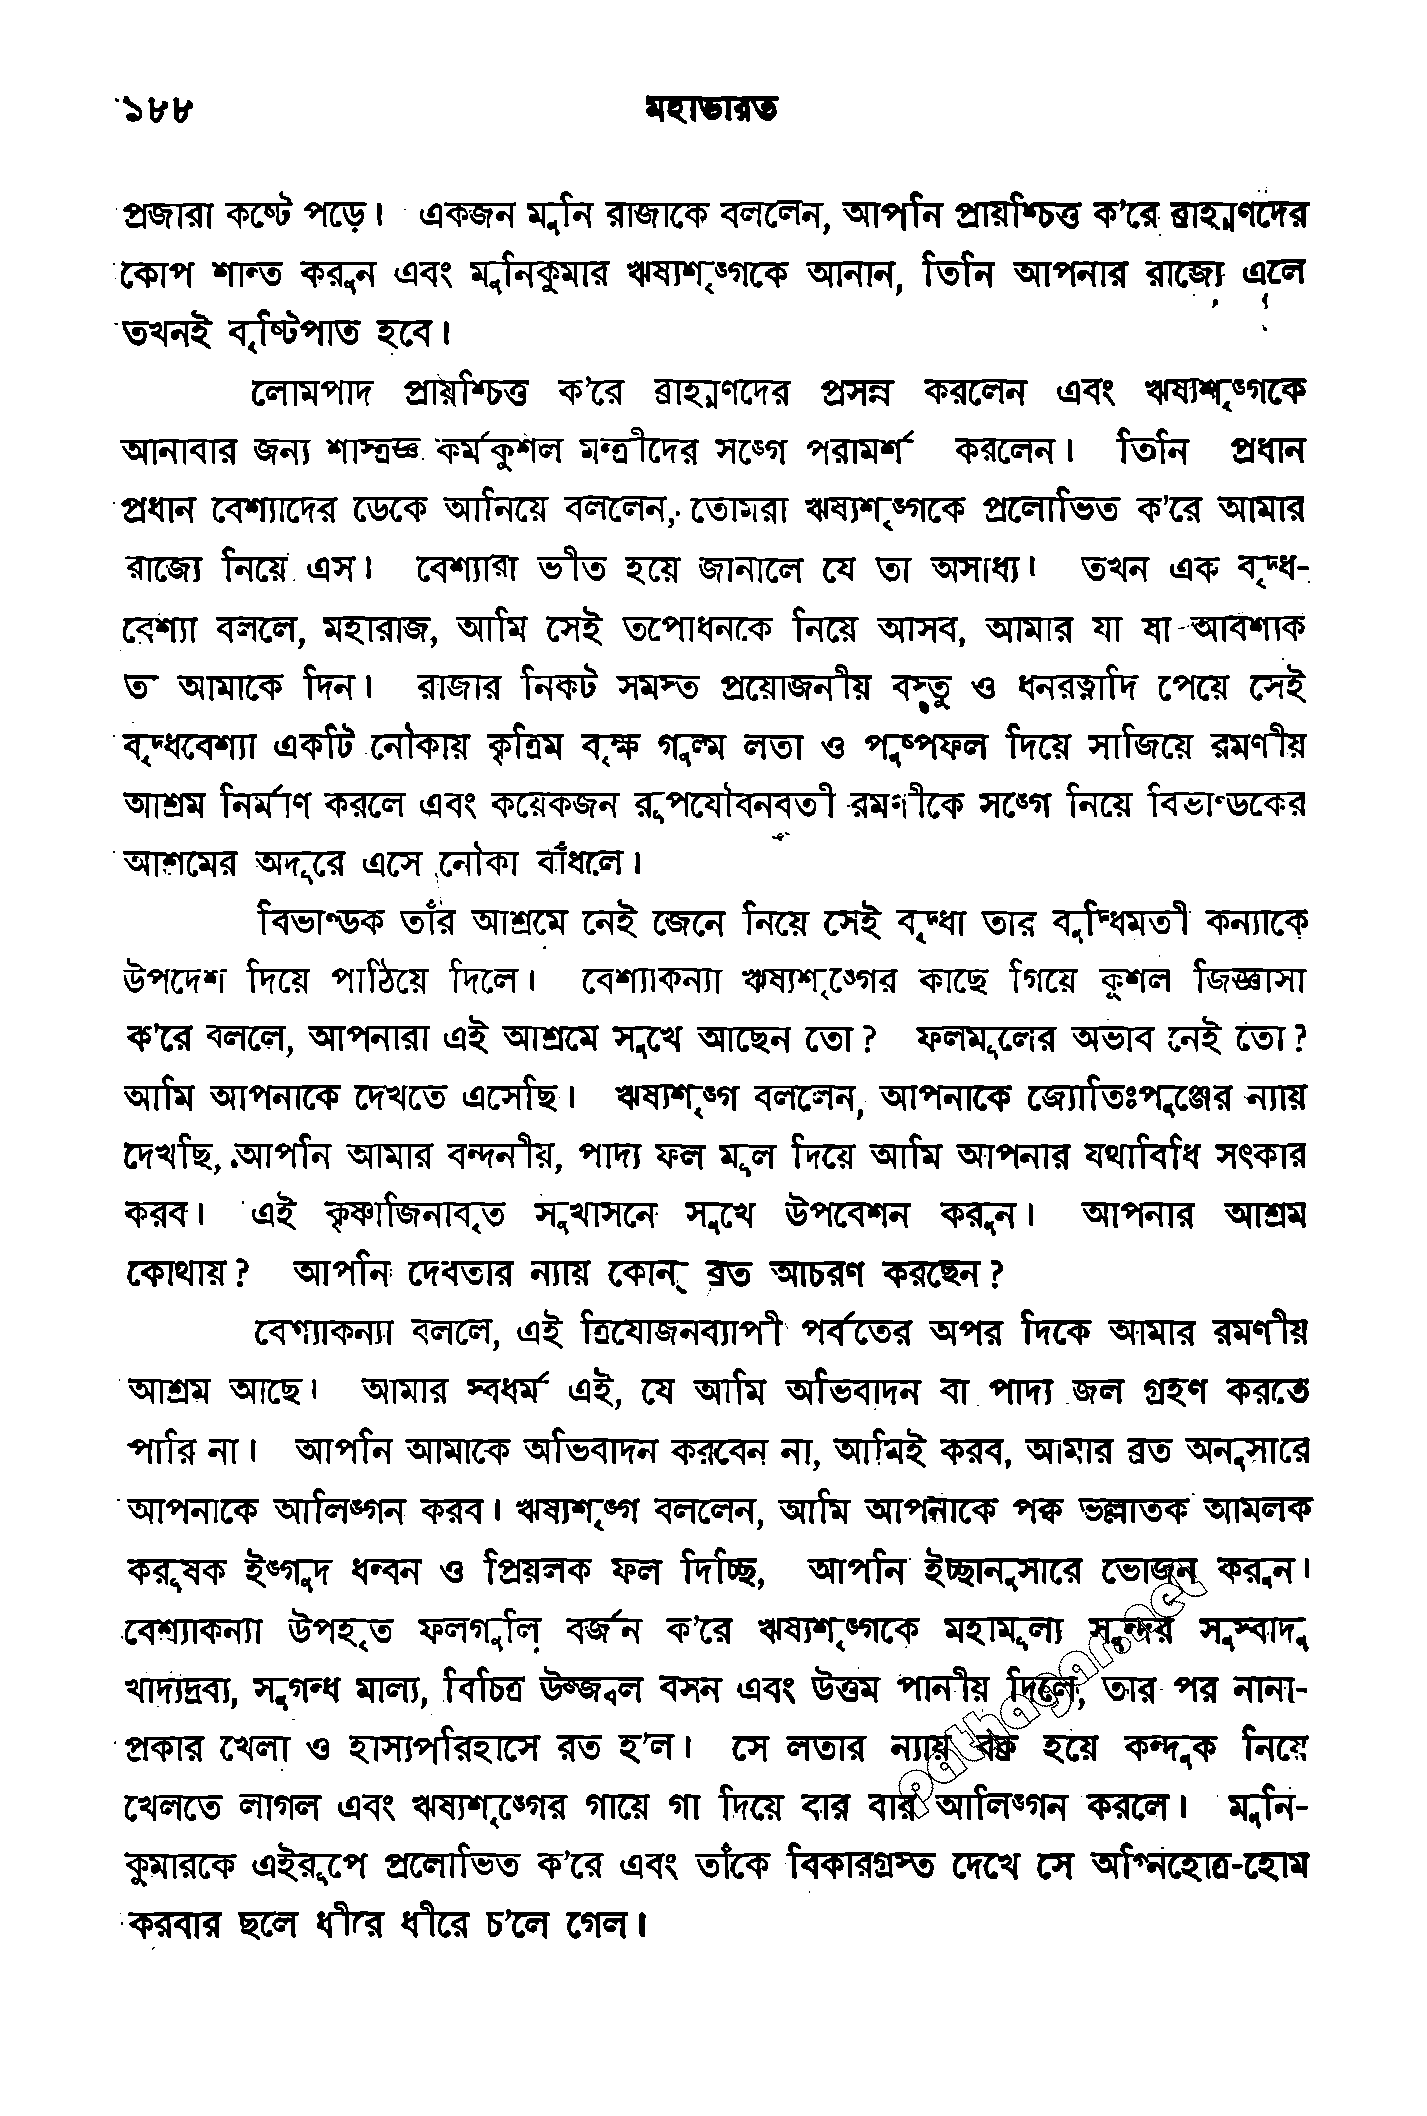 ১৮৮ মহাভারত
প্রজারা কষ্টে পড়ে। একজন মুনি রাজাকে বললেন, আপনি প্রায়শ্চিত্ত ক'রে ব্রাহ্মণদের
কোপ শান্ত করুন এবং মুনিকুমার ঋষ্যশৃঙ্গকে আনান, তিনি আপনার রাজ্যে এলে
তখনই বৃষ্টিপাত হবে।
লোমপাদ প্রায়শ্চিত্ত ক'রে ব্রাহ্মণদের প্রসন্ন করলেন এবং ঋষ্যশৃঙ্গকে
আনাবার জন্য শাস্ত্রজ্ঞ কর্মকুশল মন্ত্রীদের সঙ্গে পরামর্শ করলেন। তিনি প্রধান
প্রধান বেশ্যাদের ডেকে আনিয়ে বললেন, তোমরা ঋষ্যশৃঙ্গকে প্রলোভিত ক'রে আমার
রাজ্যে নিয়ে এস। বেশ্যারা ভীত হয়ে জানালে যে তা অসাধ্য। তখন এক বৃদ্ধ-
বেশ্যা বললে, মহারাজ, আমি সেই তপোধনকে নিয়ে আসব, আমার যা যা আবশ্যক
তা আমাকে দিন। রাজার নিকট সমস্ত প্রয়োজনীয় বস্তু ও ধনরত্নাদি পেয়ে সেই
বৃদ্ধবেশ্যা একটি নৌকায় কৃত্রিম বৃক্ষ গুল্ম লতা ও পুষ্পফল দিয়ে সাজিয়ে রমণীয়
আশ্রম নির্মাণ করলে এবং কয়েকজন রূপযৌবনবতী রমণীকে সঙ্গে নিয়ে বিভাণ্ডকের
আশ্রমের অদূরে এসে নৌকা বাঁধলে।
বিভাণ্ডক তাঁর আশ্রমে নেই জেনে নিয়ে সেই বৃদ্ধা তার বুদ্ধিমতী কন্যাকে
উপদেশ দিয়ে পাঠিয়ে দিলে। বেশ্যাকন্যা ঋষ্যশৃঙ্গের কাছে গিয়ে কুশল জিজ্ঞাসা
ক'রে বললে, আপনারা এই আশ্রমে সুখে আছেন তো? ফলমূলের অভাব নেই তো?
আমি আপনাকে দেখতে এসেছি। ঋষ্যশৃঙ্গ বললেন, আপনাকে জ্যোতিঃপুঞ্জের ন্যায়
দেখছি, আপনি আমার বন্দনীয়, পাদ্য ফল মূল দিয়ে আমি আপনার যথাবিধি সৎকার
করব। এই কৃষ্ণাজিনাবৃত সুখাসনে সুখে উপবেশন করুন। আপনার আশ্রম
কোথায়? আপনি দেবতার ন্যায় কোন্ ব্রত আচরণ করছেন?
বেশ্যাকন্যা বললে, এই ত্রিযোজনব্যাপী পর্বতের অপর দিকে আমার রমণীয়
আশ্রম আছে। আমার স্বধর্ম এই, যে আমি অভিবাদন বা পাদ্য জল গ্রহণ করতে
পারি না। আপনি আমাকে অভিবাদন করবেন না, আমিই করব, আমার ব্রত অনুসারে
আপনাকে আলিঙ্গন করব। ঋষ্যশৃঙ্গ বললেন, আমি আপনাকে পক্ব ভল্লাতক আমলক
করূষক ইঙ্গুদ ধন্বন ও প্রিয়লক ফল দিচ্ছি, আপনি ইচ্ছানুসারে ভোজন করুন।
বেশ্যাকন্যা উপহৃত ফলগুলি বর্জন ক'রে ঋষ্যশৃঙ্গকে মহামূল্য সুন্দর সুস্বাদু
খাদ্যদ্রব্য, সুগন্ধ মাল্য, বিচিত্র উজ্জ্বল বসন এবং উত্তম পানীয় দিলে, তার পর নানা-
প্রকার খেলা ও হাস্যপরিহাসে রত হ'ল। সে লতার ন্যায় বক্র হয়ে কন্দুক নিয়ে
খেলতে লাগল এবং ঋষ্যশৃঙ্গের গায়ে গা দিয়ে বার বার আলিঙ্গন করলে। মুনি-
কুমারকে এইরূপে প্রলোভিত ক'রে এবং তাঁকে বিকারগ্রস্ত দেখে সে অগ্নিহোত্র-হোম
করবার ছলে ধীরে ধীরে চ'লে গেল।
pathagar.net